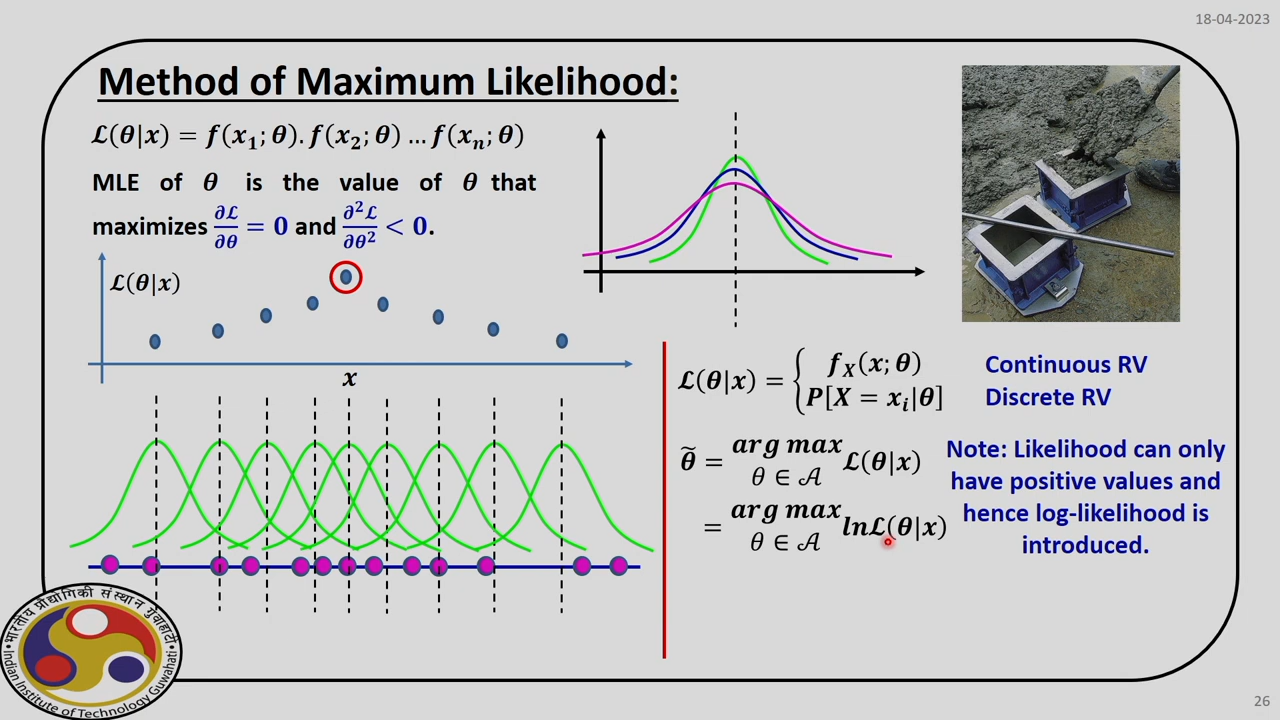 18-04-2023
Method of Maximum Likelihood:
ℒ(θ|x) = f(x₁; θ). f(x₂; θ) … f(xₙ; θ)
MLE of θ is the value of θ that
maximizes ∂ℒ/∂θ = 0 and ∂²ℒ/∂θ² < 0.
ℒ(θ|x)
x
ℒ(θ|x) = { f_X(x; θ) Continuous RV
P[X = xᵢ|θ] Discrete RV
θ̃ = arg max ℒ(θ|x)
θ ∈ 𝒜
= arg max lnℒ(θ|x)
θ ∈ 𝒜
Note: Likelihood can only
have positive values and
hence log-likelihood is
introduced.
भारतीय प्रौद्योगिकी संस्थान गुवाहाटी
Indian Institute of Technology Guwahati
26